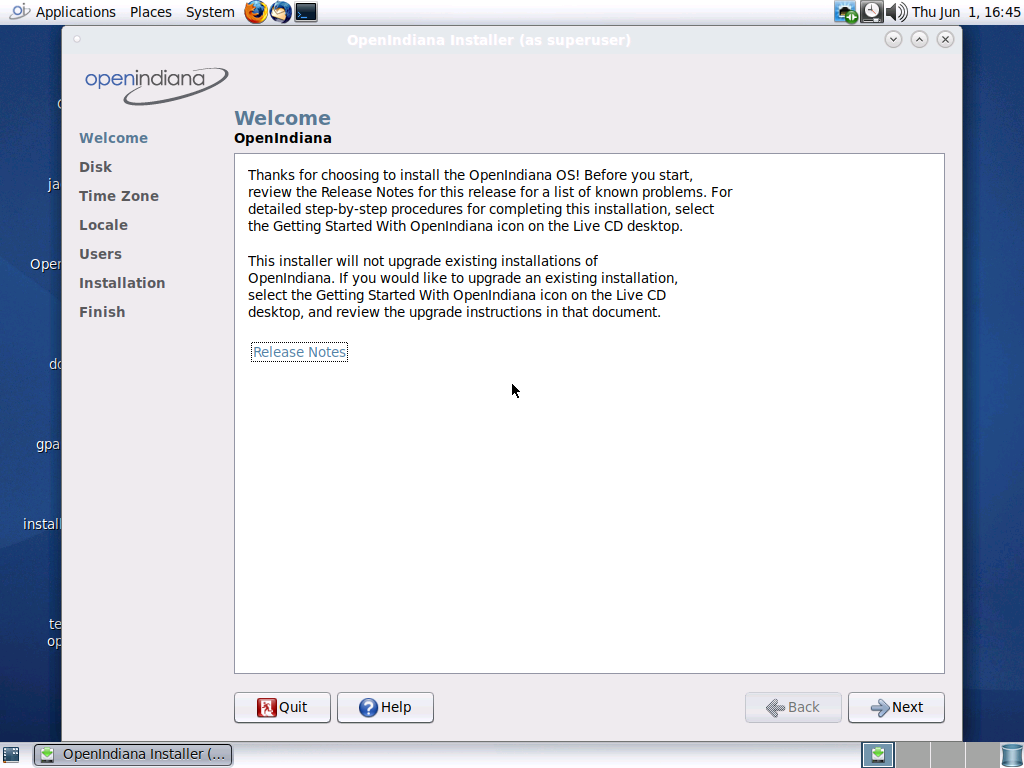 Applications Places System Thu Jun 1, 16:45
OpenIndiana Installer (as superuser)
openindiana
Welcome
OpenIndiana
Welcome
Disk
Time Zone
Locale
Users
Installation
Finish
Thanks for choosing to install the OpenIndiana OS! Before you start,
review the Release Notes for this release for a list of known problems. For
detailed step-by-step procedures for completing this installation, select
the Getting Started With OpenIndiana icon on the Live CD desktop.
This installer will not upgrade existing installations of
OpenIndiana. If you would like to upgrade an existing installation,
select the Getting Started With OpenIndiana icon on the Live CD
desktop, and review the upgrade instructions in that document.
Release Notes
ja
Oper
do
gpa
install
te
op
Quit Help Back Next
OpenIndiana Installer (...